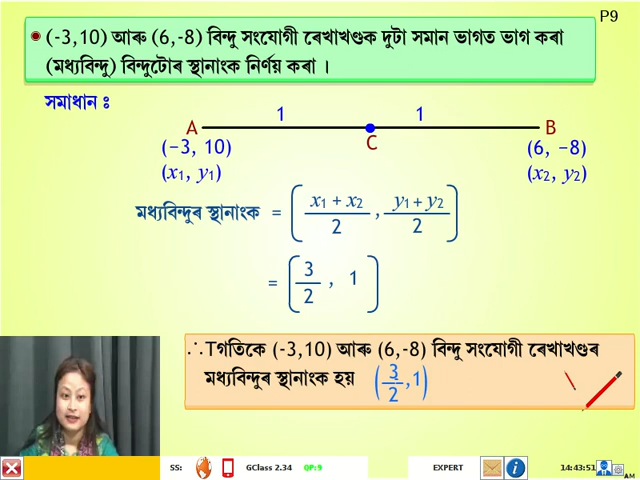 P9
(-3,10) আৰু (6,-8) বিন্দু সংযোগী ৰেখাখণ্ডক দুটা সমান ভাগত ভাগ কৰা
(মধ্যবিন্দু) বিন্দুটোৰ স্থানাংক নিৰ্ণয় কৰা ।
সমাধান ঃ
1 1
A B
C
(−3, 10) (6, −8)
(x₁, y₁) (x₂, y₂)
মধ্যবিন্দুৰ স্থানাংক = ( x₁ + x₂ / 2 , y₁ + y₂ / 2 )
= ( 3/2 , 1 )
∴Tগতিকে (-3,10) আৰু (6,-8) বিন্দু সংযোগী ৰেখাখণ্ডৰ
মধ্যবিন্দুৰ স্থানাংক হয় (3/2,1)
SS: GClass 2.34 QP:9 EXPERT 14:43:51 AM